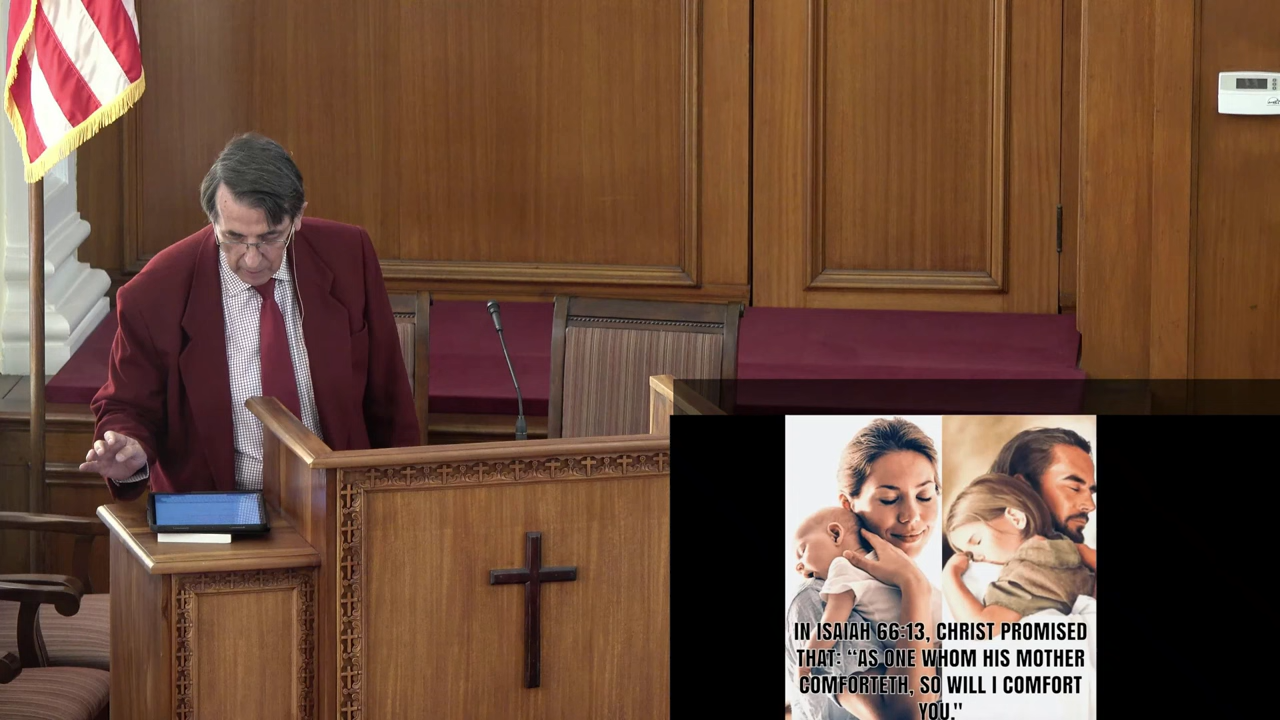 IN ISAIAH 66:13, CHRIST PROMISED
THAT: “AS ONE WHOM HIS MOTHER
COMFORTETH, SO WILL I COMFORT
YOU."